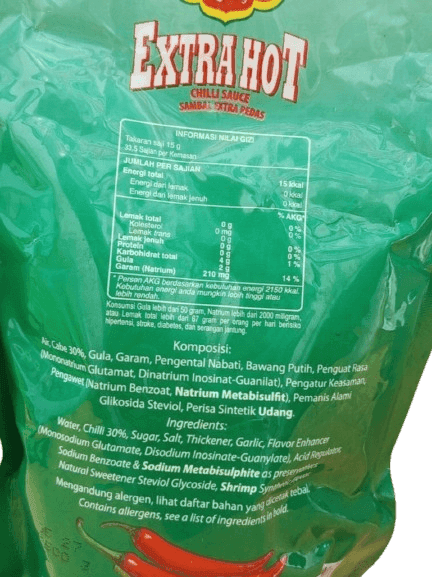 EXTRA HOT
CHILLI SAUCE
SAMBAL EXTRA PEDAS
INFORMASI NILAI GIZI
Takaran saji 15 g
33,5 Sajian per Kemasan
JUMLAH PER SAJIAN
Energi total 15 kkal
Energi dari lemak 0 kkal
Energi dari lemak jenuh 0 kkal
% AKG*
Lemak total 0 g 0 %
Kolesterol 0 mg 0 %
Lemak trans 0 g
Lemak jenuh 0 g 0 %
Protein 0 g 0 %
Karbohidrat total 4 g 1 %
Gula 2 g
Garam (Natrium) 210 mg 14 %
* Persen AKG berdasarkan kebutuhan energi 2150 kkal.
Kebutuhan energi anda mungkin lebih tinggi atau
lebih rendah.
Konsumsi Gula lebih dari 50 gram, Natrium lebih dari 2000 miligram,
atau Lemak total lebih dari 67 gram per orang per hari berisiko
hipertensi, stroke, diabetes, dan serangan jantung.
Komposisi:
Air, Cabe 30%, Gula, Garam, Pengental Nabati, Bawang Putih, Penguat Rasa
(Mononatrium Glutamat, Dinatrium Inosinat-Guanilat), Pengatur Keasaman,
Pengawet (Natrium Benzoat, Natrium Metabisulfit), Pemanis Alami
Glikosida Steviol, Perisa Sintetik Udang.
Ingredients:
Water, Chilli 30%, Sugar, Salt, Thickener, Garlic, Flavor Enhancer
(Monosodium Glutamate, Disodium Inosinate-Guanylate), Acid Regulator,
Sodium Benzoate & Sodium Metabisulphite as preservatives
Natural Sweetener Steviol Glycoside, Shrimp
Mengandung alergen, lihat daftar bahan yang dicetak tebal.
Contains allergens, see a list of ingredients in bold.